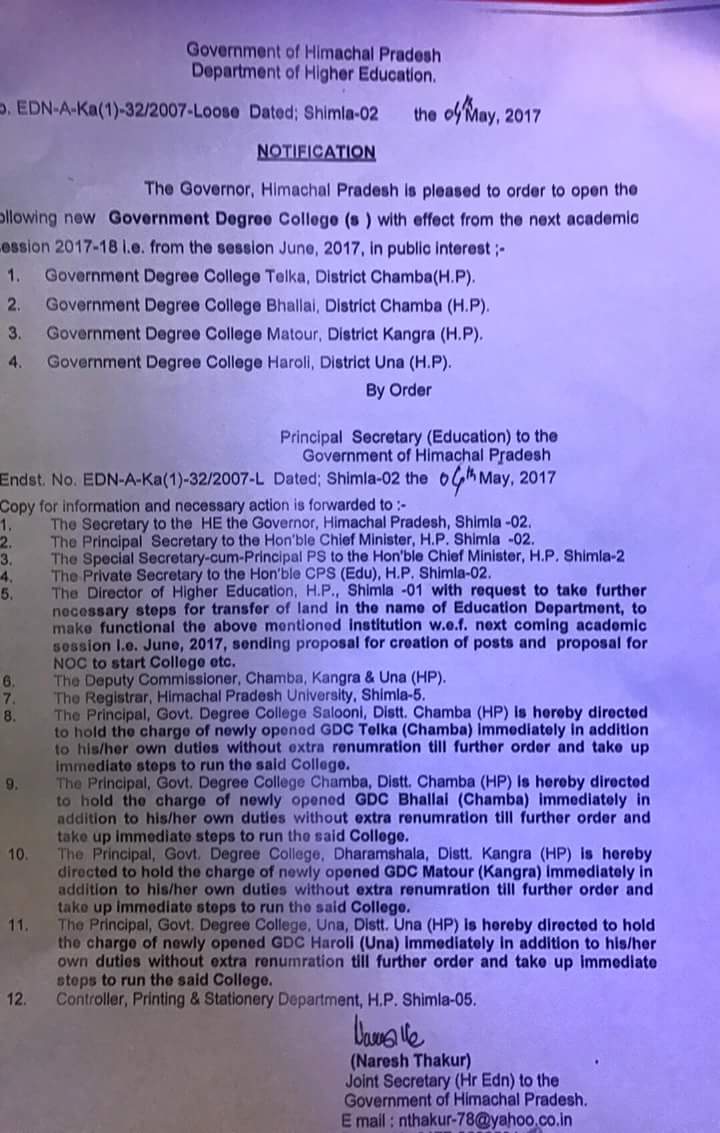 Government of Himachal Pradesh
Department of Higher Education.
o. EDN-A-Ka(1)-32/2007-Loose Dated; Shimla-02 the 04th May, 2017
NOTIFICATION
The Governor, Himachal Pradesh is pleased to order to open the
ollowing new Government Degree College (s ) with effect from the next academic
ession 2017-18 i.e. from the session June, 2017, in public interest ;-
1. Government Degree College Telka, District Chamba(H.P).
2. Government Degree College Bhallai, District Chamba (H.P).
3. Government Degree College Matour, District Kangra (H.P).
4. Government Degree College Haroli, District Una (H.P).
By Order
Principal Secretary (Education) to the
Government of Himachal Pradesh
Endst. No. EDN-A-Ka(1)-32/2007-L Dated; Shimla-02 the 04th May, 2017
Copy for information and necessary action is forwarded to :-
1. The Secretary to the HE the Governor, Himachal Pradesh, Shimla -02.
2. The Principal Secretary to the Hon'ble Chief Minister, H.P. Shimla -02.
3. The Special Secretary-cum-Principal PS to the Hon'ble Chief Minister, H.P. Shimla-2
4. The Private Secretary to the Hon'ble CPS (Edu), H.P. Shimla-02.
5. The Director of Higher Education, H.P., Shimla -01 with request to take further
necessary steps for transfer of land in the name of Education Department, to
make functional the above mentioned institution w.e.f. next coming academic
session i.e. June, 2017, sending proposal for creation of posts and proposal for
NOC to start College etc.
6. The Deputy Commissioner, Chamba, Kangra & Una (HP).
7. The Registrar, Himachal Pradesh University, Shimla-5.
8. The Principal, Govt. Degree College Salooni, Distt. Chamba (HP) is hereby directed
to hold the charge of newly opened GDC Telka (Chamba) immediately in addition
to his/her own duties without extra renumration till further order and take up
immediate steps to run the said College.
9. The Principal, Govt. Degree College Chamba, Distt. Chamba (HP) is hereby directed
to hold the charge of newly opened GDC Bhallai (Chamba) immediately in
addition to his/her own duties without extra renumration till further order and
take up immediate steps to run the said College.
10. The Principal, Govt. Degree College, Dharamshala, Distt. Kangra (HP) is hereby
directed to hold the charge of newly opened GDC Matour (Kangra) immediately in
addition to his/her own duties without extra renumration till further order and
take up immediate steps to run the said College.
11. The Principal, Govt. Degree College, Una, Distt. Una (HP) is hereby directed to hold
the charge of newly opened GDC Haroli (Una) immediately in addition to his/her
own duties without extra renumration till further order and take up immediate
steps to run the said College.
12. Controller, Printing & Stationery Department, H.P. Shimla-05.
(Naresh Thakur)
Joint Secretary (Hr Edn) to the
Government of Himachal Pradesh.
E mail : nthakur-78@yahoo.co.in